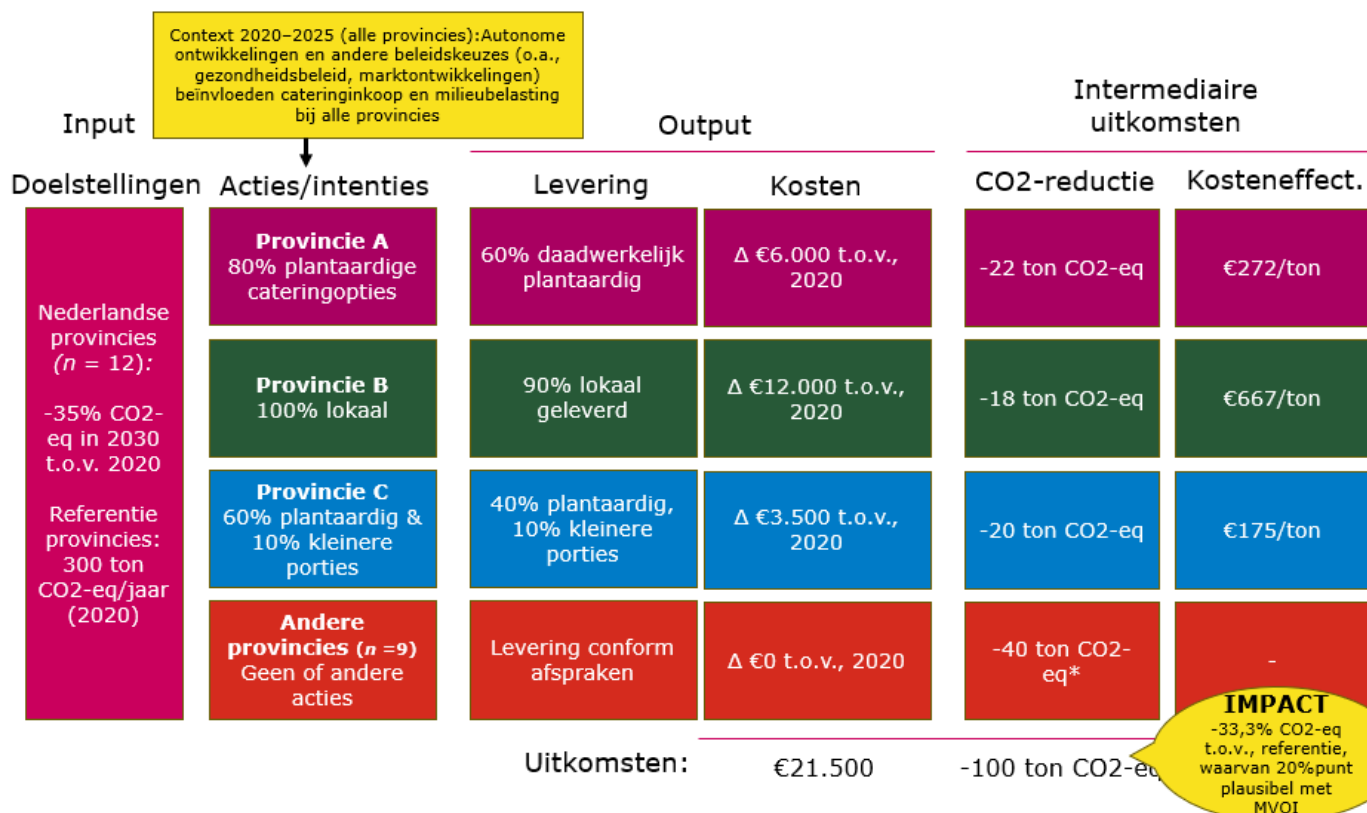 Context 2020–2025 (alle provincies):Autonome
ontwikkelingen en andere beleidskeuzes (o.a.,
gezondheidsbeleid, marktontwikkelingen)
beïnvloeden cateringinkoop en milieubelasting
bij alle provincies
Input
Output
Intermediaire
uitkomsten
Doelstellingen
Acties/intenties
Levering
Kosten
CO2-reductie
Kosteneffect.
Nederlandse
provincies
(n = 12):
-35% CO2-
eq in 2030
t.o.v. 2020
Referentie
provincies:
300 ton
CO2-eq/jaar
(2020)
Provincie A
80% plantaardige
cateringopties
60% daadwerkelijk
plantaardig
Δ €6.000 t.o.v.,
2020
-22 ton CO2-eq
€272/ton
Provincie B
100% lokaal
90% lokaal
geleverd
Δ €12.000 t.o.v.,
2020
-18 ton CO2-eq
€667/ton
Provincie C
60% plantaardig &
10% kleinere
porties
40% plantaardig,
10% kleinere
porties
Δ €3.500 t.o.v.,
2020
-20 ton CO2-eq
€175/ton
Andere
provincies (n =9)
Geen of andere
acties
Levering conform
afspraken
Δ €0 t.o.v., 2020
-40 ton CO2-
eq*
-
Uitkomsten:
€21.500
-100 ton CO2-eq
IMPACT
-33,3% CO2-eq
t.o.v., referentie,
waarvan 20%punt
plausibel met
MVOI